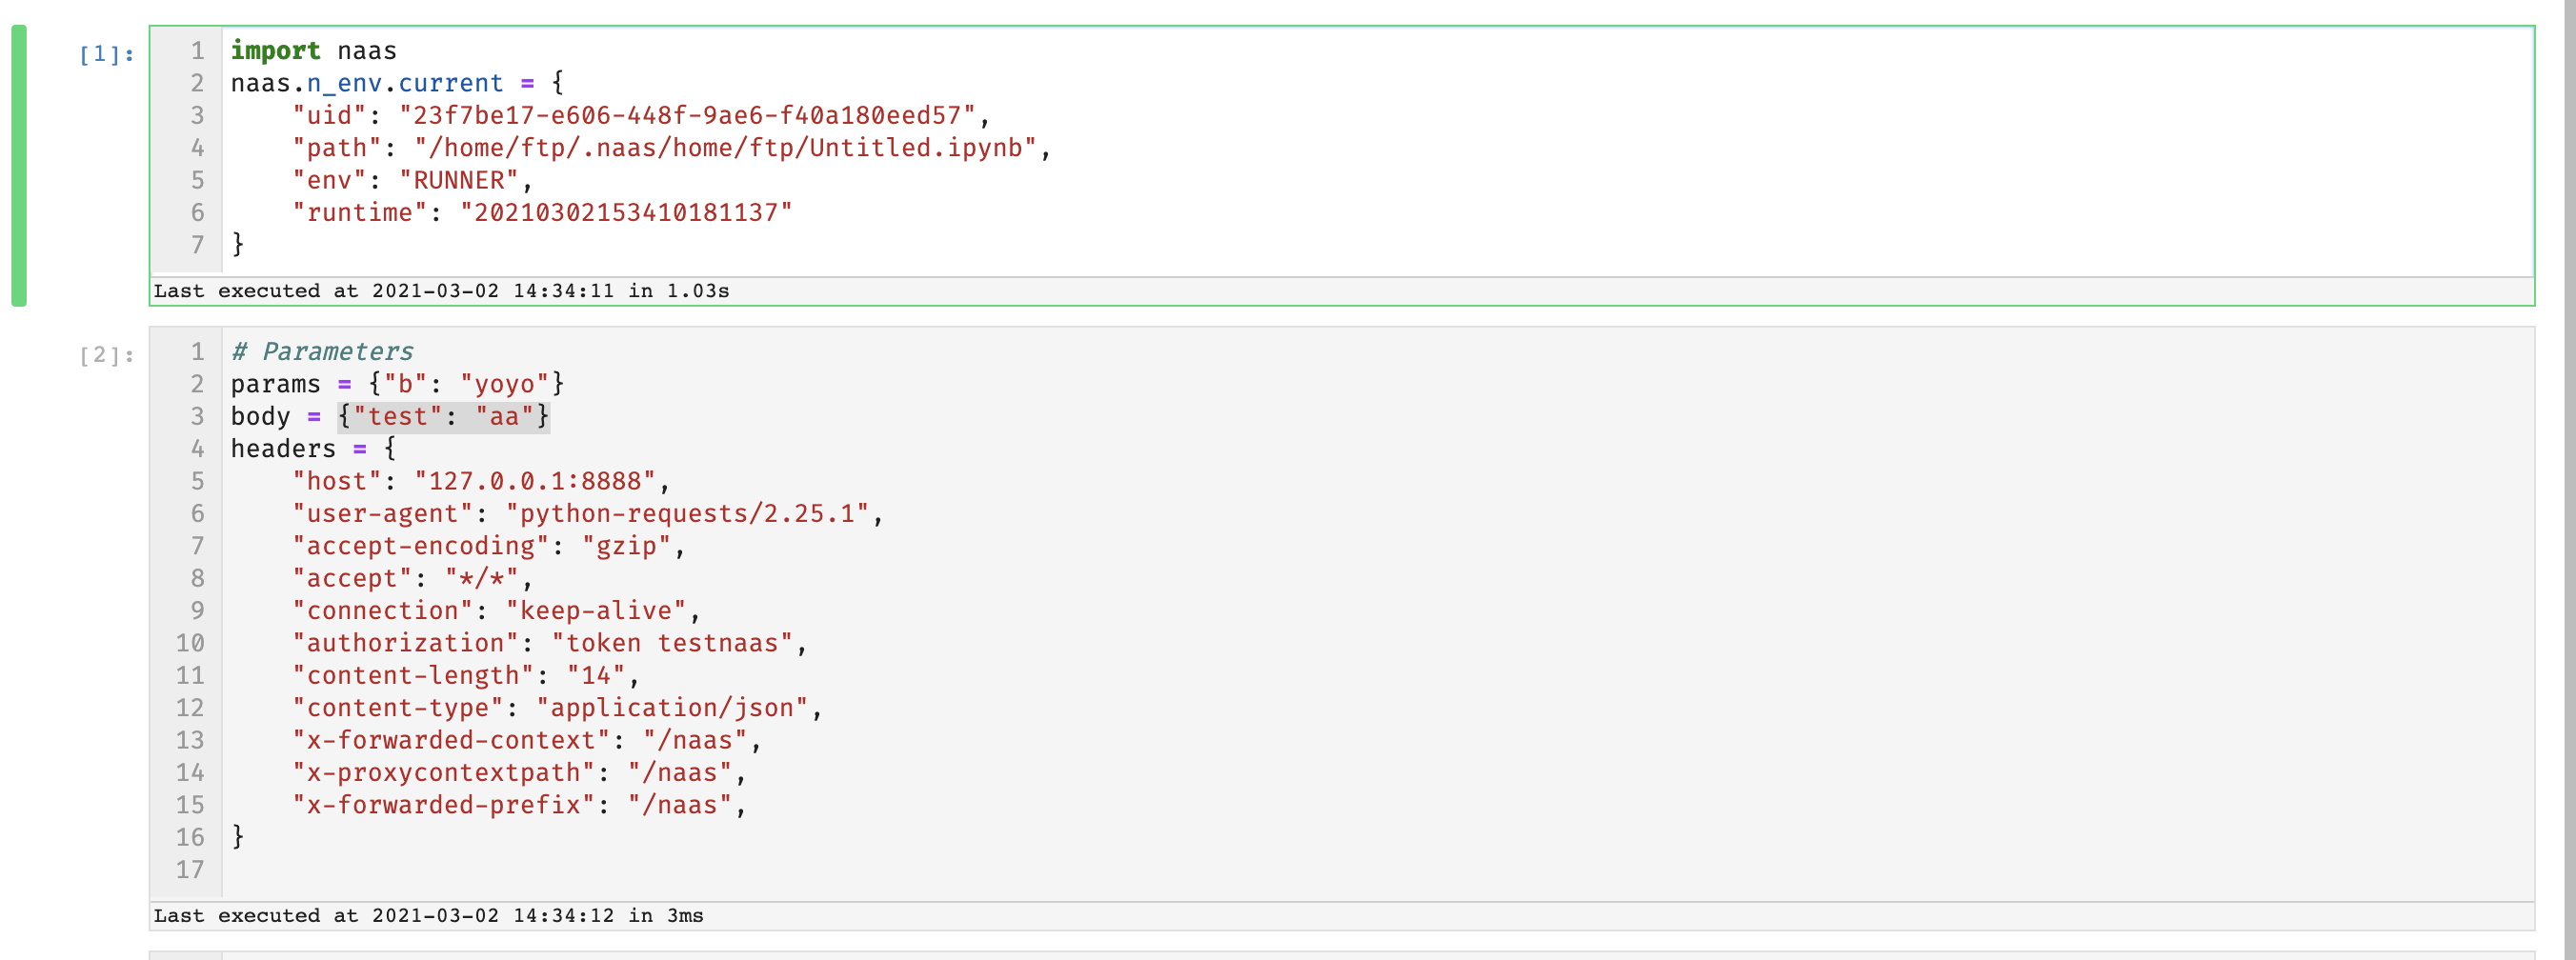 [1]:
1 import naas
2 naas.n_env.current = {
3     "uid": "23f7be17-e606-448f-9ae6-f40a180eed57",
4     "path": "/home/ftp/.naas/home/ftp/Untitled.ipynb",
5     "env": "RUNNER",
6     "runtime": "20210302153410181137"
7 }
Last executed at 2021-03-02 14:34:11 in 1.03s
[2]:
1 # Parameters
2 params = {"b": "yoyo"}
3 body = {"test": "aa"}
4 headers = {
5     "host": "127.0.0.1:8888",
6     "user-agent": "python-requests/2.25.1",
7     "accept-encoding": "gzip",
8     "accept": "*/*",
9     "connection": "keep-alive",
10     "authorization": "token testnaas",
11     "content-length": "14",
12     "content-type": "application/json",
13     "x-forwarded-context": "/naas",
14     "x-proxycontextpath": "/naas",
15     "x-forwarded-prefix": "/naas",
16 }
17
Last executed at 2021-03-02 14:34:12 in 3ms